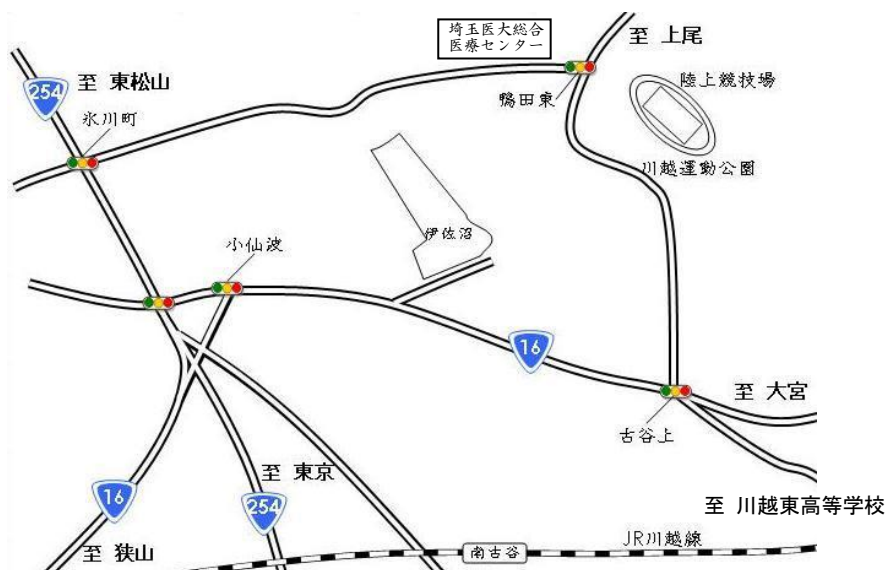 埼玉医大総合
医療センター
至 上尾
254
至 東松山
陸上競技場
鴨田東
氷川町
川越運動公園
伊佐沼
小仙波
16
至 大宮
古谷上
至 東京
16
254
至 川越東高等学校
JR川越線
至 狭山
南古谷